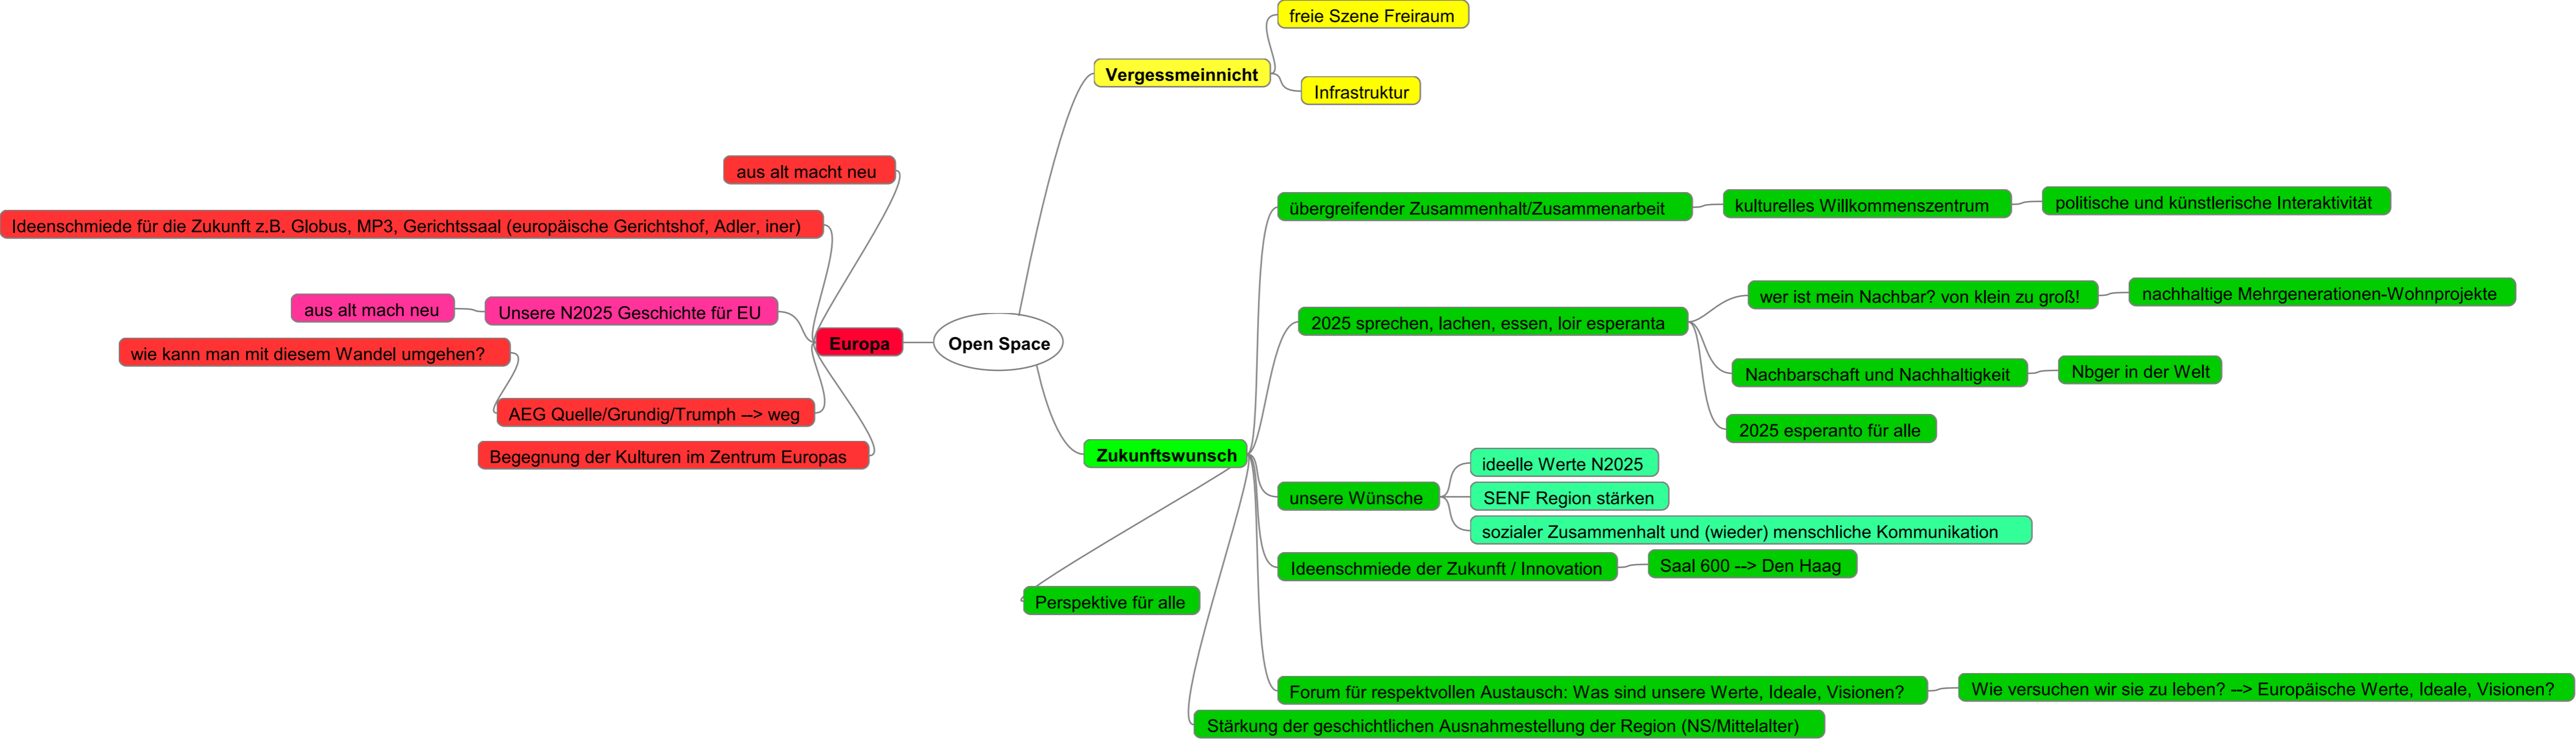 freie Szene Freiraum
Vergessmeinnicht
Infrastruktur
aus alt macht neu
Ideenschmiede für die Zukunft z.B. Globus, MP3, Gerichtssaal (europäische Gerichtshof, Adler, iner)
aus alt mach neu
Unsere N2025 Geschichte für EU
Europa
wie kann man mit diesem Wandel umgehen?
AEG Quelle/Grundig/Trumph --> weg
Begegnung der Kulturen im Zentrum Europas
Open Space
übergreifender Zusammenhalt/Zusammenarbeit
kulturelles Willkommenszentrum
politische und künstlerische Interaktivität
2025 sprechen, lachen, essen, loir esperanta
wer ist mein Nachbar? von klein zu groß!
nachhaltige Mehrgenerationen-Wohnprojekte
Nachbarschaft und Nachhaltigkeit
Nbger in der Welt
2025 esperanto für alle
Zukunftswunsch
unsere Wünsche
ideelle Werte N2025
SENF Region stärken
sozialer Zusammenhalt und (wieder) menschliche Kommunikation
Ideenschmiede der Zukunft / Innovation
Saal 600 --> Den Haag
Perspektive für alle
Forum für respektvollen Austausch: Was sind unsere Werte, Ideale, Visionen?
Wie versuchen wir sie zu leben? --> Europäische Werte, Ideale, Visionen?
Stärkung der geschichtlichen Ausnahmestellung der Region (NS/Mittelalter)